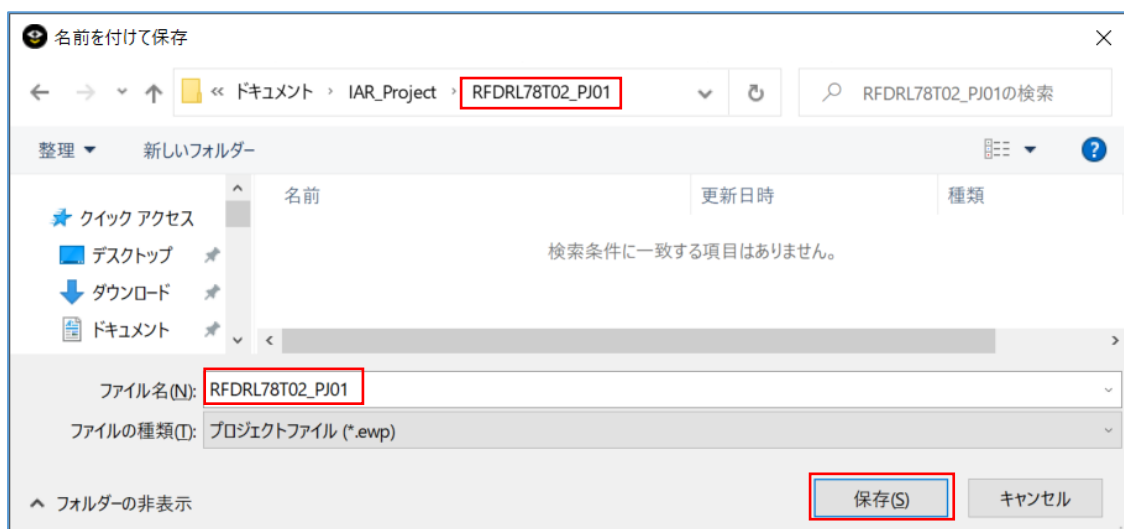 名前を付けて保存
« ドキュメント › IAR_Project › RFDRL78T02_PJ01
RFDRL78T02_PJ01の検索
整理
新しいフォルダー
?
名前
更新日時
種類
クイック アクセス
デスクトップ
ダウンロード
ドキュメント
検索条件に一致する項目はありません。
ファイル名(N): RFDRL78T02_PJ01
ファイルの種類(T): プロジェクトファイル (*.ewp)
フォルダーの非表示
保存(S)
キャンセル